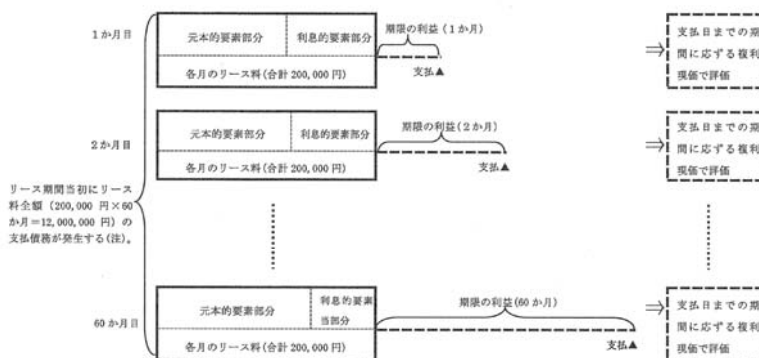 1か月目
元本的要素部分
利息的要素部分
期限の利益(1か月)
各月のリース料(合計 200,000 円)
支払▲
⇒
支払日までの期
間に応ずる複利
現価で評価
2か月目
元本的要素部分
利息的要素部分
期限の利益(2か月)
各月のリース料(合計 200,000 円)
支払▲
⇒
支払日までの期
間に応ずる複利
現価で評価
リース期間当初にリース
料全額(200,000 円×60
か月=12,000,000 円)の
支払債務が発生する(注)。
60か月目
元本的要素部分
利息的要素
当部分
期限の利益(60か月)
各月のリース料(合計 200,000 円)
支払▲
⇒
支払日までの期
間に応ずる複利
現価で評価